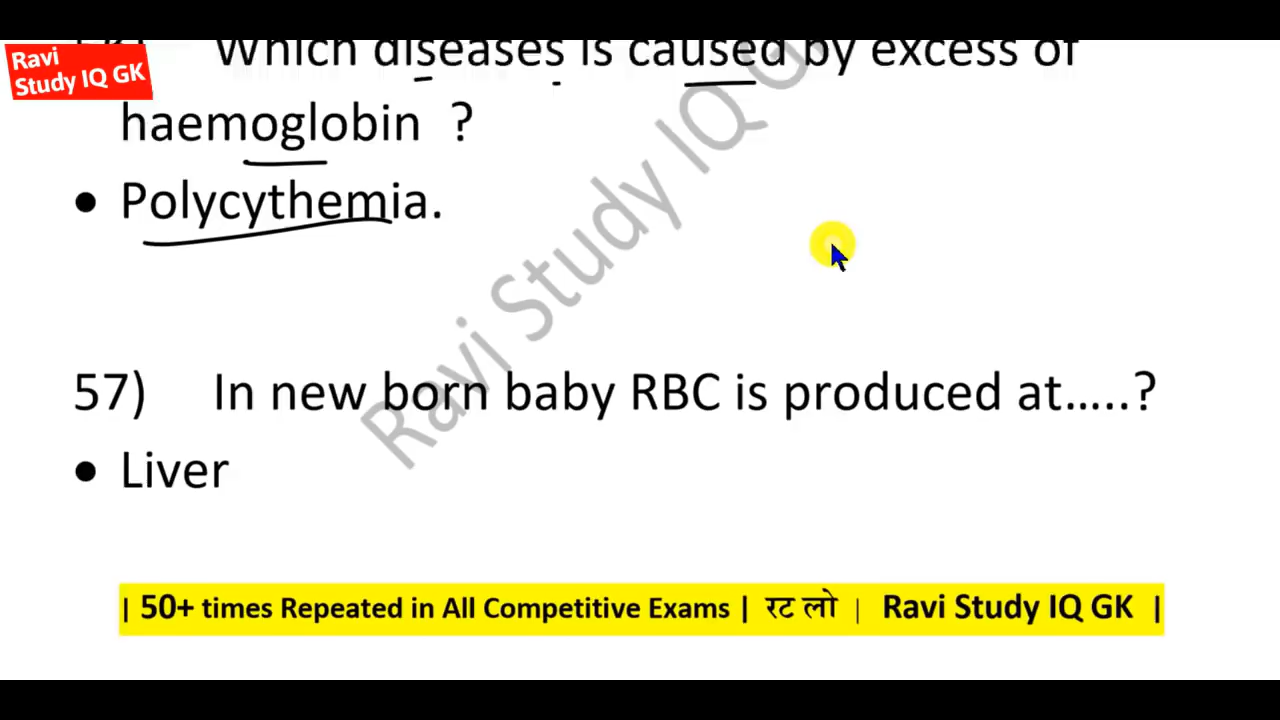 Ravi
Study IQ GK
Which diseases is caused by excess of
haemoglobin ?
• Polycythemia.
57) In new born baby RBC is produced at…..?
• Liver
Ravi Study IQ G
| 50+ times Repeated in All Competitive Exams | रट लो | Ravi Study IQ GK |